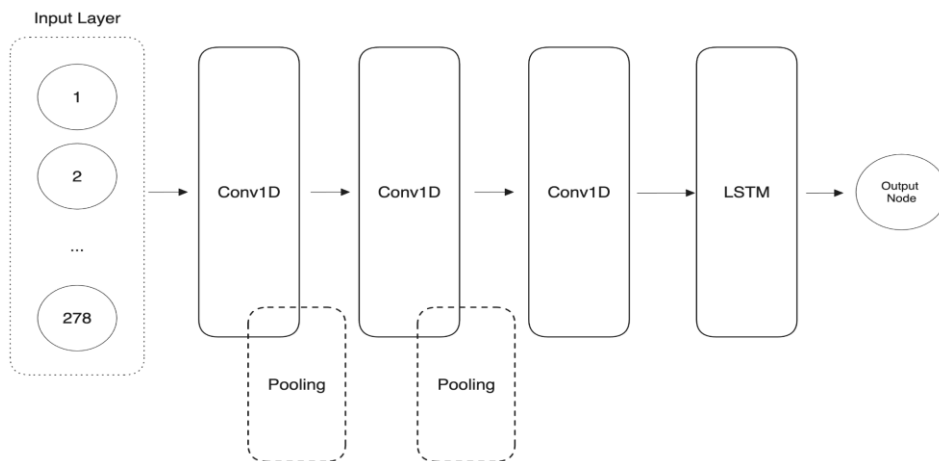 Input Layer
1
2
...
278
Conv1D
Conv1D
Conv1D
LSTM
Output
Node
Pooling
Pooling